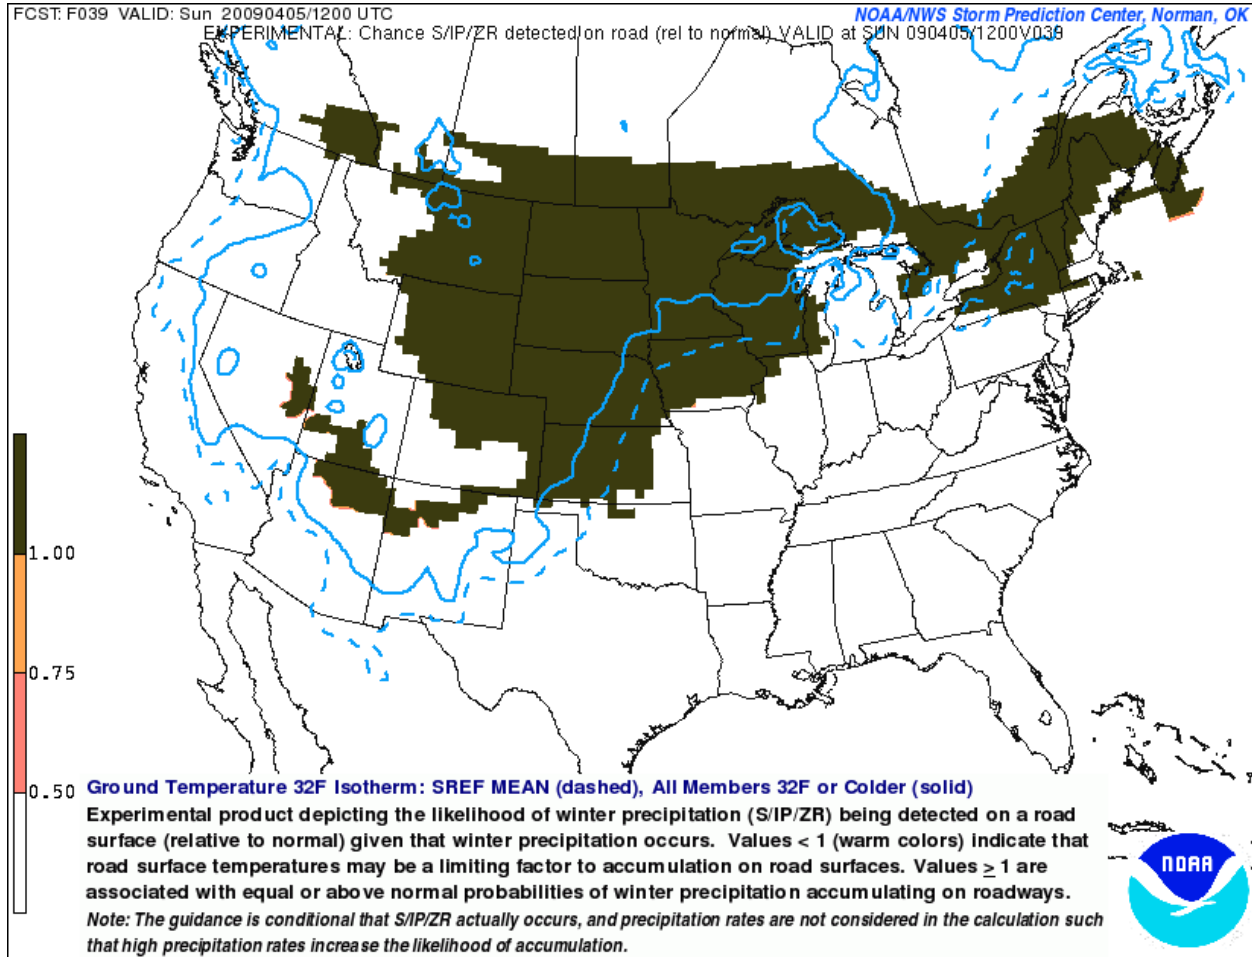 FCST: F039 VALID: Sun 20090405/1200 UTC
NOAA/NWS Storm Prediction Center, Norman, OK
EXPERIMENTAL: Chance S/IP/ZR detected on road (rel to normal) VALID at SUN 090405/1200V039
1.00
0.75
0.50
Ground Temperature 32F Isotherm: SREF MEAN (dashed), All Members 32F or Colder (solid)
Experimental product depicting the likelihood of winter precipitation (S/IP/ZR) being detected on a road
surface (relative to normal) given that winter precipitation occurs. Values < 1 (warm colors) indicate that
road surface temperatures may be a limiting factor to accumulation on road surfaces. Values ≥ 1 are
associated with equal or above normal probabilities of winter precipitation accumulating on roadways.
Note: The guidance is conditional that S/IP/ZR actually occurs, and precipitation rates are not considered in the calculation such
that high precipitation rates increase the likelihood of accumulation.
NOAA